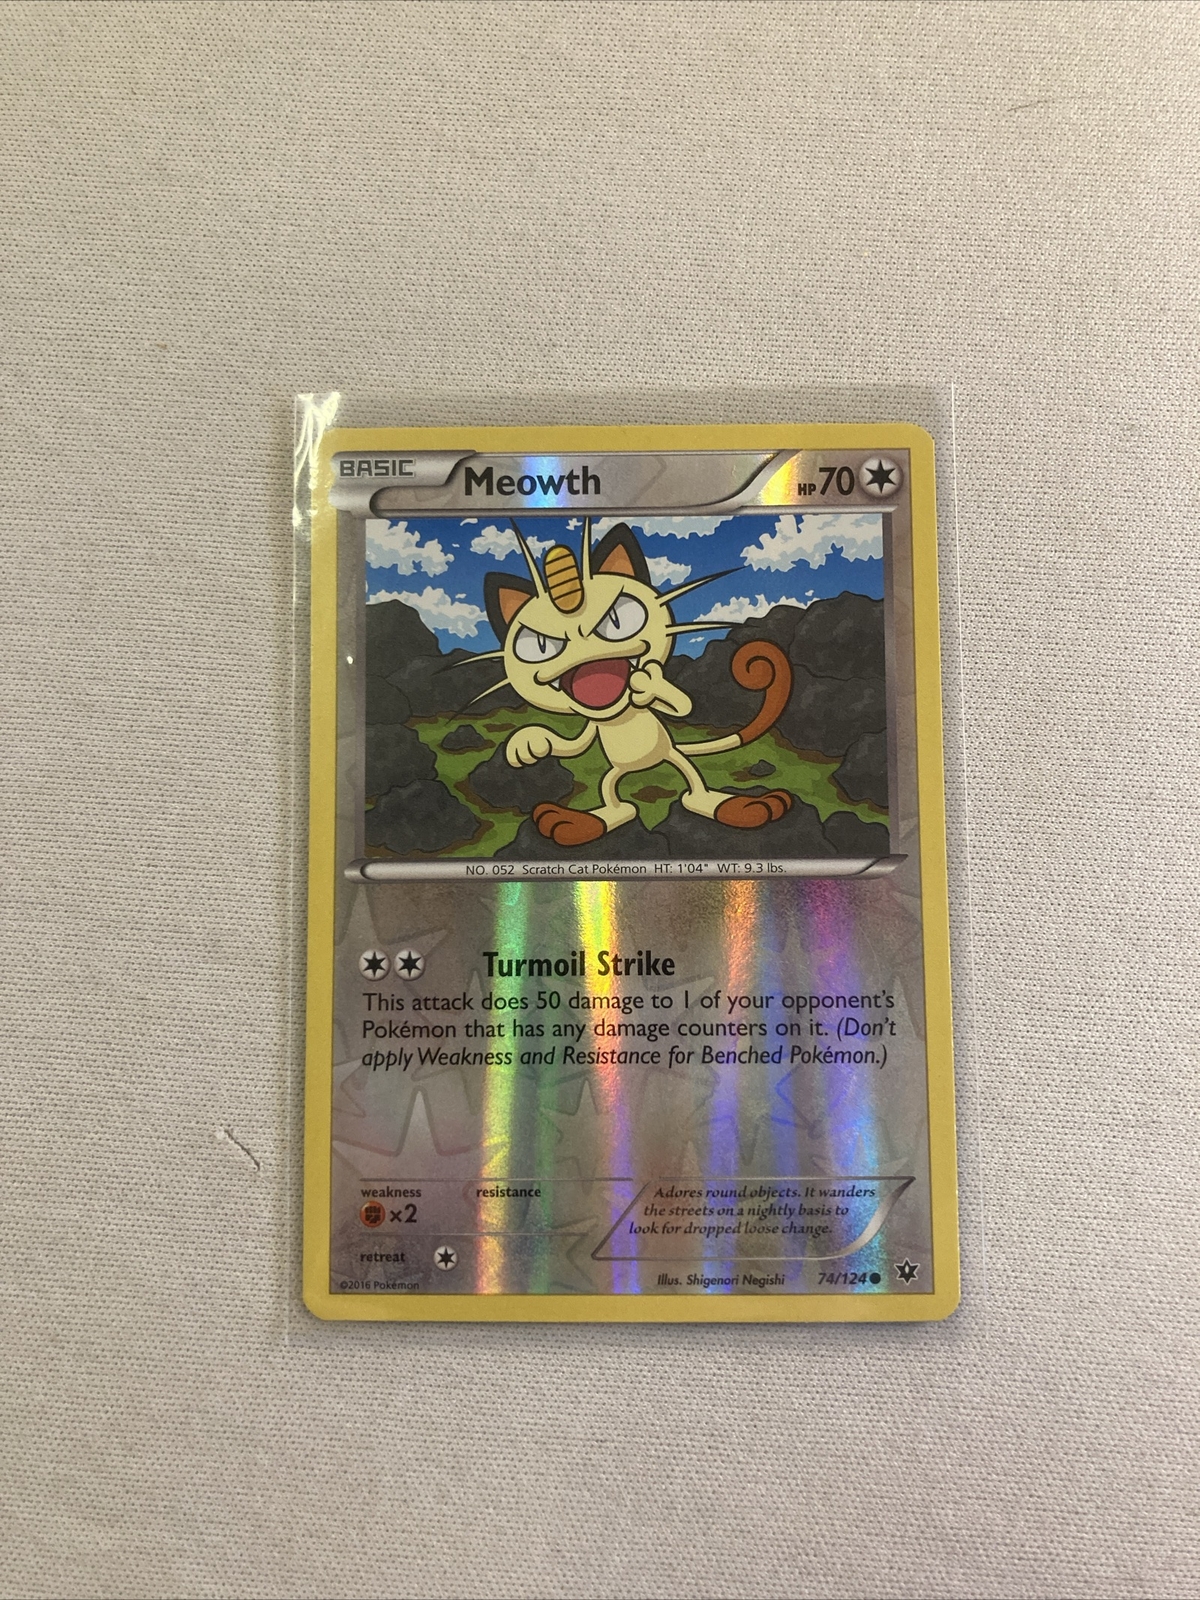 BASIC Meowth HP 70
NO. 052 Scratch Cat Pokémon HT: 1'04" WT: 9.3 lbs.
Turmoil Strike
This attack does 50 damage to 1 of your opponent's
Pokémon that has any damage counters on it. (Don't
apply Weakness and Resistance for Benched Pokémon.)
weakness resistance
×2
retreat
Adores round objects. It wanders
the streets on a nightly basis to
look for dropped loose change.
©2016 Pokémon
Illus. Shigenori Negishi 74/124